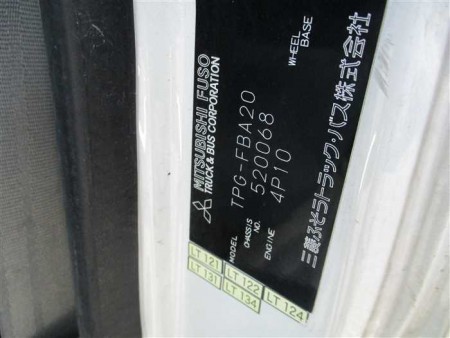 MITSUBISHI FUSO
TRUCK & BUS CORPORATION
MODEL TPG-FBA20
CHASSIS NO. 520068
ENGINE 4P10
WHEEL BASE
三菱ふそうトラック・バス株式会社
LT 121 LT 122 LT 124
LT 131 LT 134